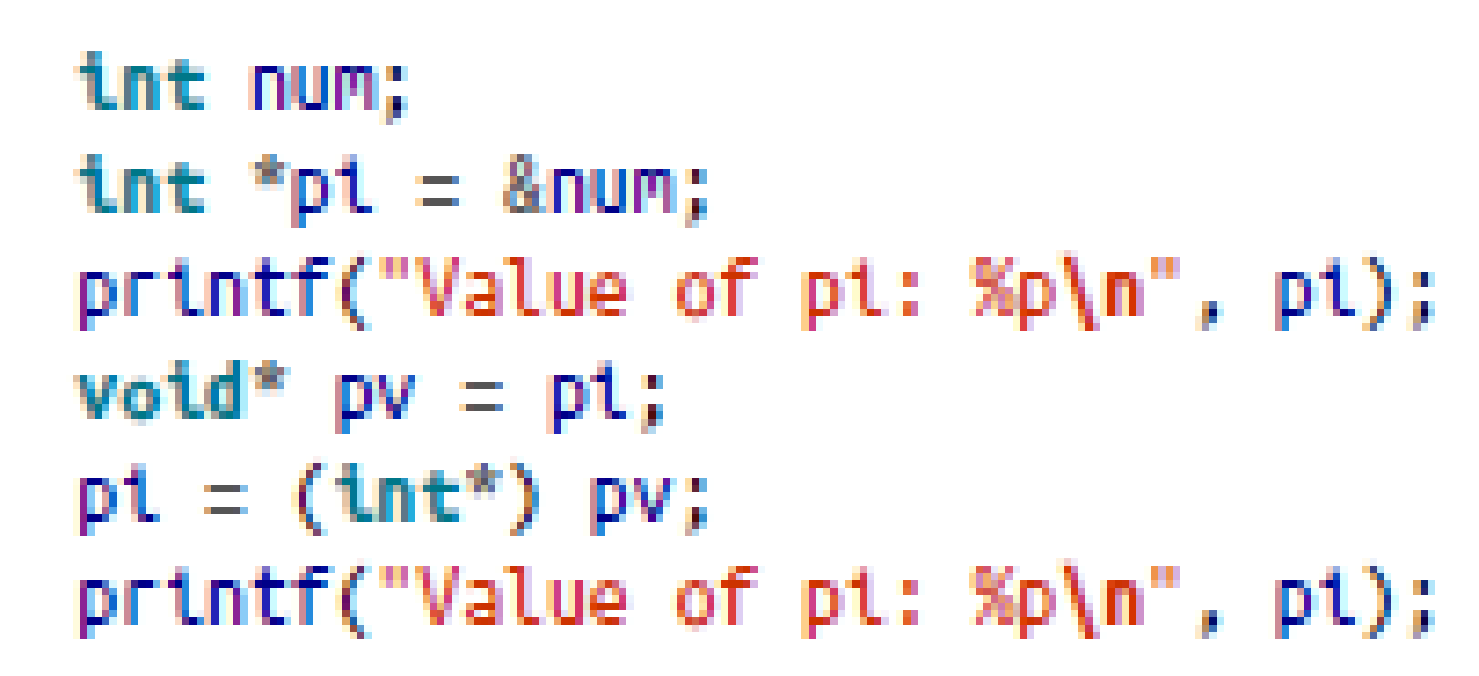 int num;
int *pi = &num;
printf("Value of pi: %p\n", pi);
void* pv = pi;
pi = (int*) pv;
printf("Value of pi: %p\n", pi);